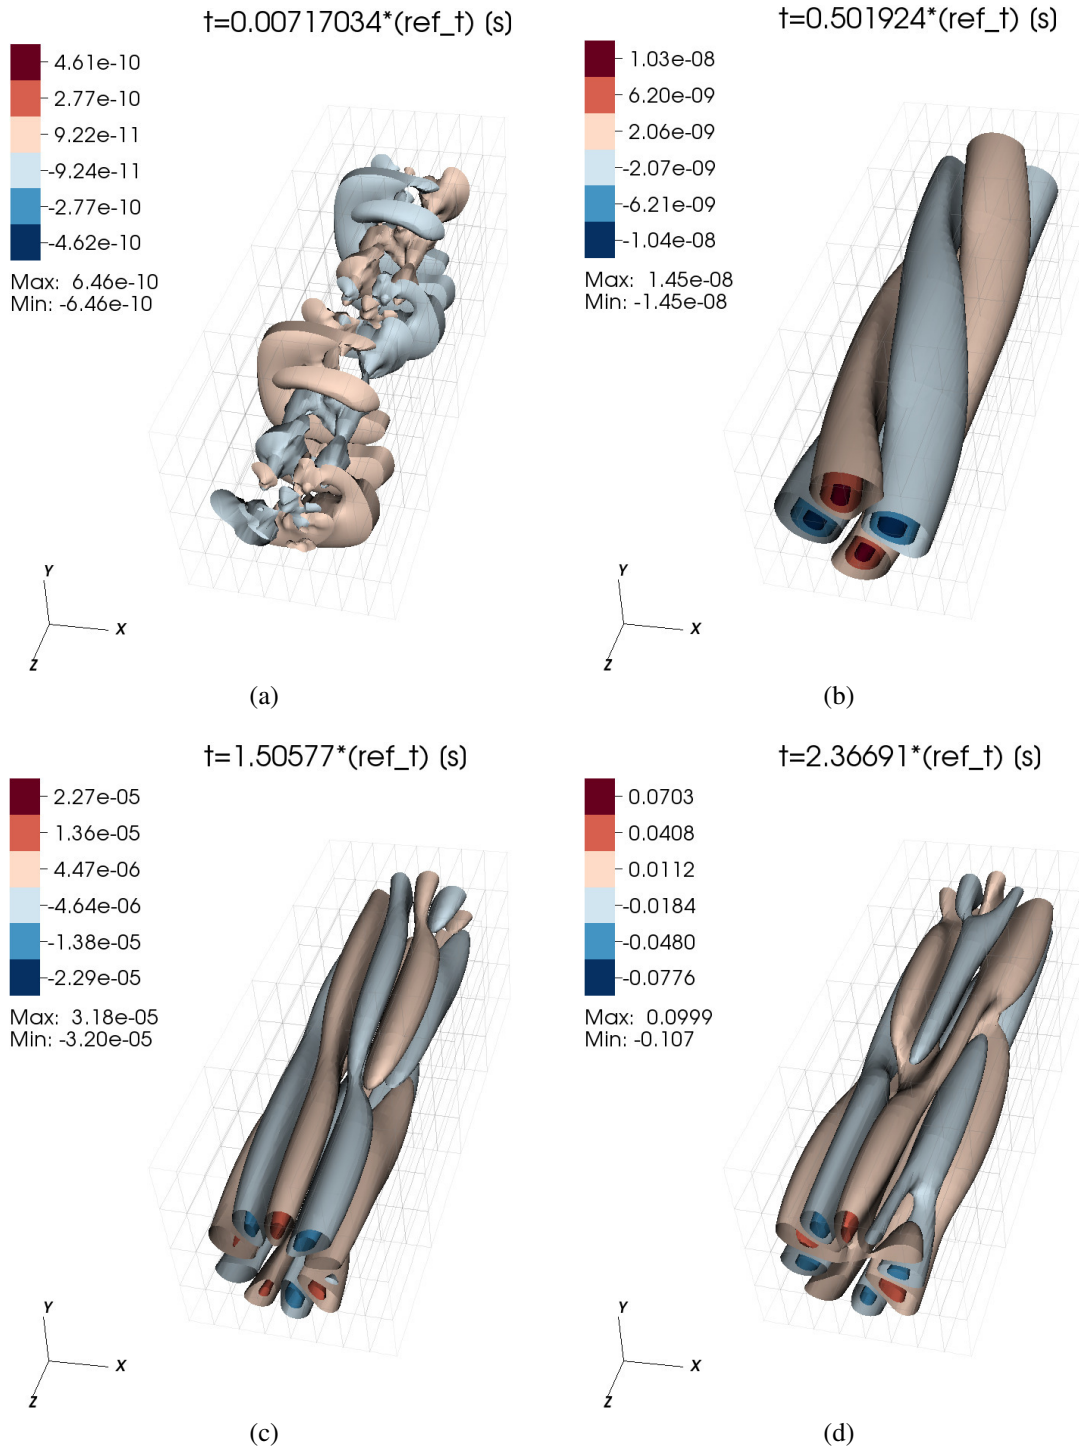 t=0.00717034*(ref_t) (s)
4.61e-10
2.77e-10
9.22e-11
-9.24e-11
-2.77e-10
-4.62e-10
Max: 6.46e-10
Min: -6.46e-10
Y
X
Z
(a)
t=0.501924*(ref_t) (s)
1.03e-08
6.20e-09
2.06e-09
-2.07e-09
-6.21e-09
-1.04e-08
Max: 1.45e-08
Min: -1.45e-08
Y
X
Z
(b)
t=1.50577*(ref_t) (s)
2.27e-05
1.36e-05
4.47e-06
-4.64e-06
-1.38e-05
-2.29e-05
Max: 3.18e-05
Min: -3.20e-05
Y
X
Z
(c)
t=2.36691*(ref_t) (s)
0.0703
0.0408
0.0112
-0.0184
-0.0480
-0.0776
Max: 0.0999
Min: -0.107
Y
X
Z
(d)